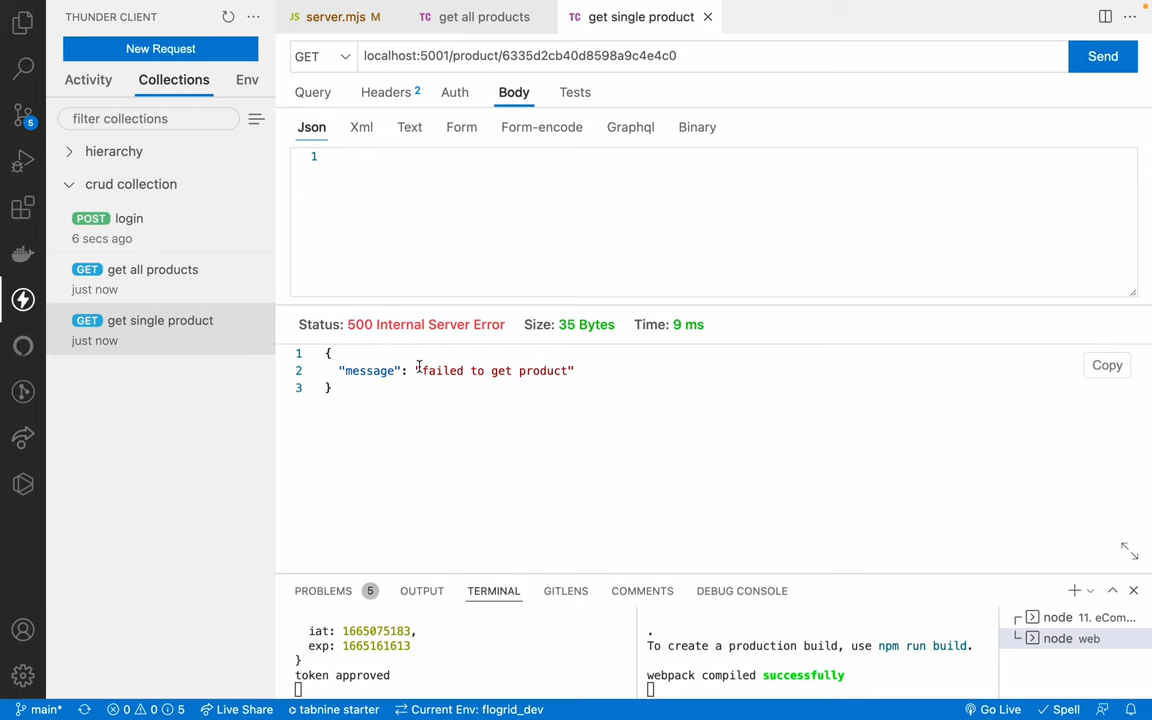 THUNDER CLIENT
New Request
Activity Collections Env
filter collections
hierarchy
crud collection
POST login
6 secs ago
GET get all products
just now
GET get single product
just now
JS server.mjs M TC get all products TC get single product
GET localhost:5001/product/6335d2cb40d8598a9c4e4c0 Send
Query Headers 2 Auth Body Tests
Json Xml Text Form Form-encode Graphql Binary
1
Status: 500 Internal Server Error Size: 35 Bytes Time: 9 ms
1 {
2 "message": "failed to get product"
3 }
Copy
PROBLEMS 5 OUTPUT TERMINAL GITLENS COMMENTS DEBUG CONSOLE
iat: 1665075183,
exp: 1665161613
}
token approved
.
To create a production build, use npm run build.
webpack compiled successfully
node 11. eCom...
node web
5
main* 0 0 5 Live Share tabnine starter Current Env: flogrid_dev Go Live Spell